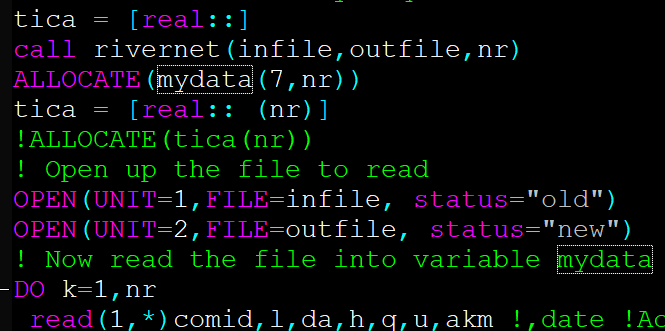 tica = [real::]
call rivernet(infile,outfile,nr)
ALLOCATE(mydata(7,nr))
tica = [real:: (nr)]
!ALLOCATE(tica(nr))
! Open up the file to read
OPEN(UNIT=1,FILE=infile, status="old")
OPEN(UNIT=2,FILE=outfile, status="new")
! Now read the file into variable mydata
DO k=1,nr
read(1,*)comid,l,da,h,q,u,akm !,date !Ac